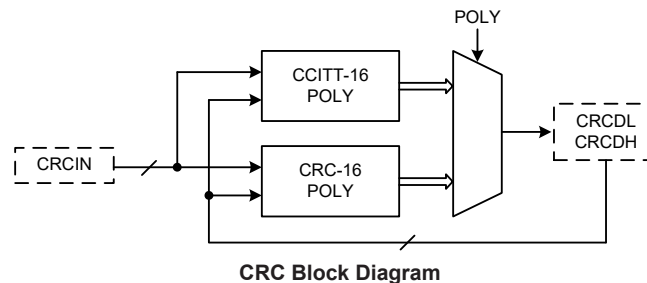 POLY
CCITT-16
POLY
CRCDL
CRCDH
CRCIN
CRC-16
POLY
CRC Block Diagram